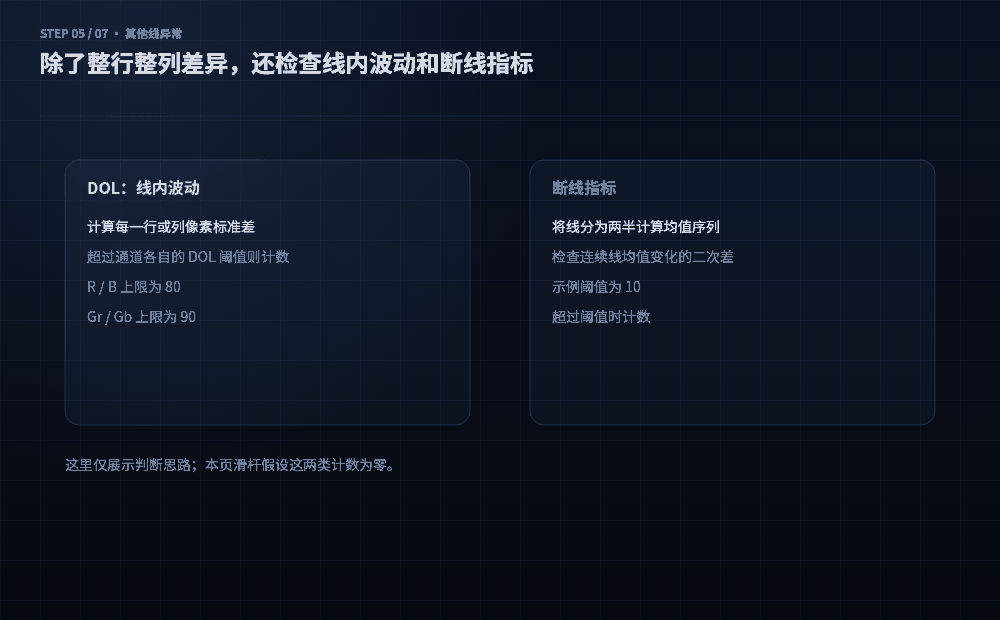 STEP 05 / 07 · 其他线异常
除了整行整列差异，还检查线内波动和断线指标
DOL：线内波动
计算每一行或列像素标准差
超过通道各自的 DOL 阈值则计数
R / B 上限为 80
Gr / Gb 上限为 90
断线指标
将线分为两半计算均值序列
检查连续线均值变化的二次差
示例阈值为 10
超过阈值时计数
这里仅展示判断思路；本页滑杆假设这两类计数为零。